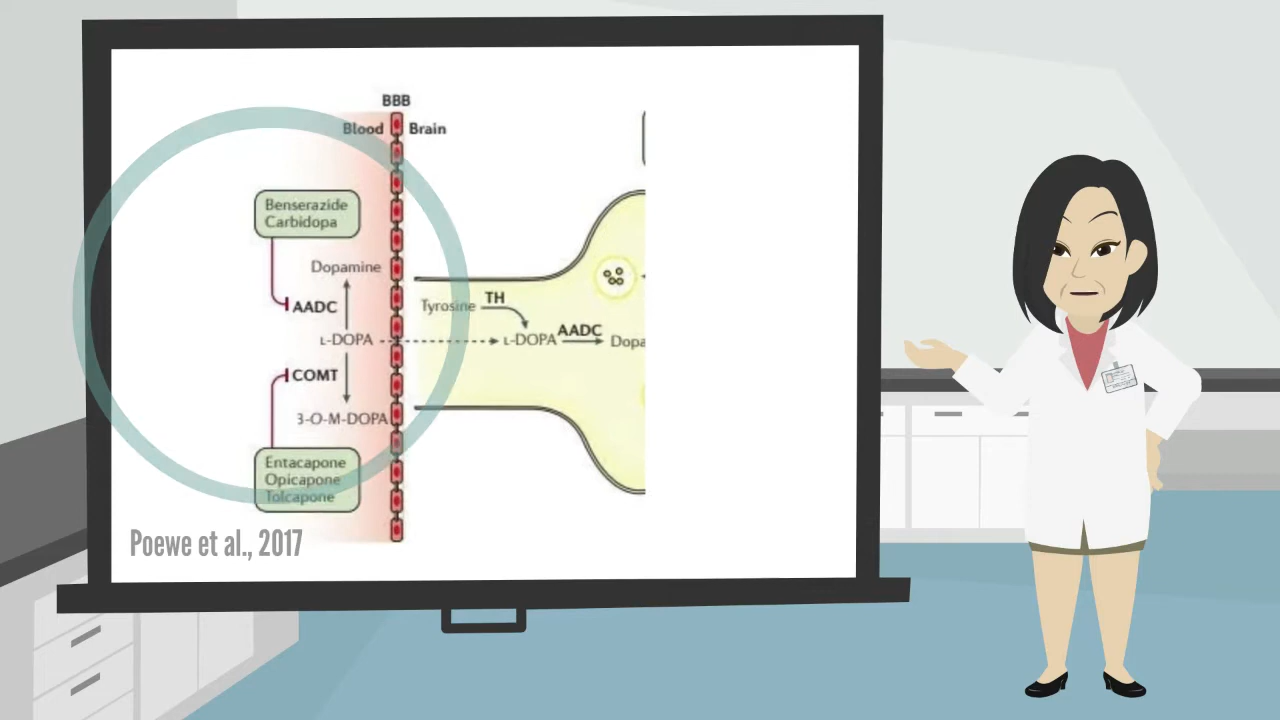 BBB
Blood Brain
Benserazide
Carbidopa
Dopamine
AADC
L-DOPA
COMT
3-O-M-DOPA
Entacapone
Opicapone
Tolcapone
Tyrosine TH
L-DOPA AADC Dopa
Poewe et al., 2017